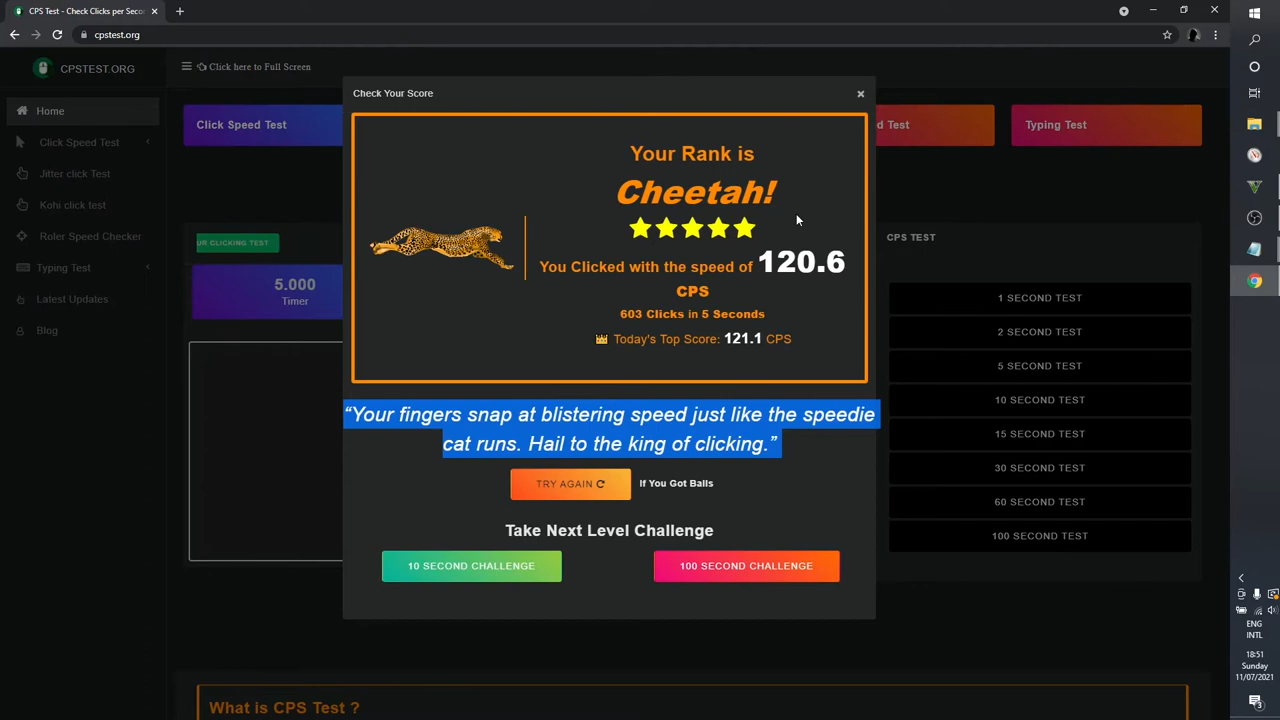 CPS Test - Check Clicks per Secon
cpstest.org
CPSTEST.ORG
Click here to Full Screen
Home
Click Speed Test
Jitter click Test
Kohi click test
Roler Speed Checker
Typing Test
Latest Updates
Blog
Click Speed Test
d Test
Typing Test
UR CLICKING TEST
5.000
Timer
Check Your Score
×
Your Rank is
Cheetah!
You Clicked with the speed of 120.6
CPS
603 Clicks in 5 Seconds
Today's Top Score: 121.1 CPS
“Your fingers snap at blistering speed just like the speedie
cat runs. Hail to the king of clicking.”
TRY AGAIN If You Got Balls
Take Next Level Challenge
10 SECOND CHALLENGE
100 SECOND CHALLENGE
CPS TEST
1 SECOND TEST
2 SECOND TEST
5 SECOND TEST
10 SECOND TEST
15 SECOND TEST
30 SECOND TEST
60 SECOND TEST
100 SECOND TEST
What is CPS Test ?
ENG
INTL
18:51
Sunday
11/07/2021
3